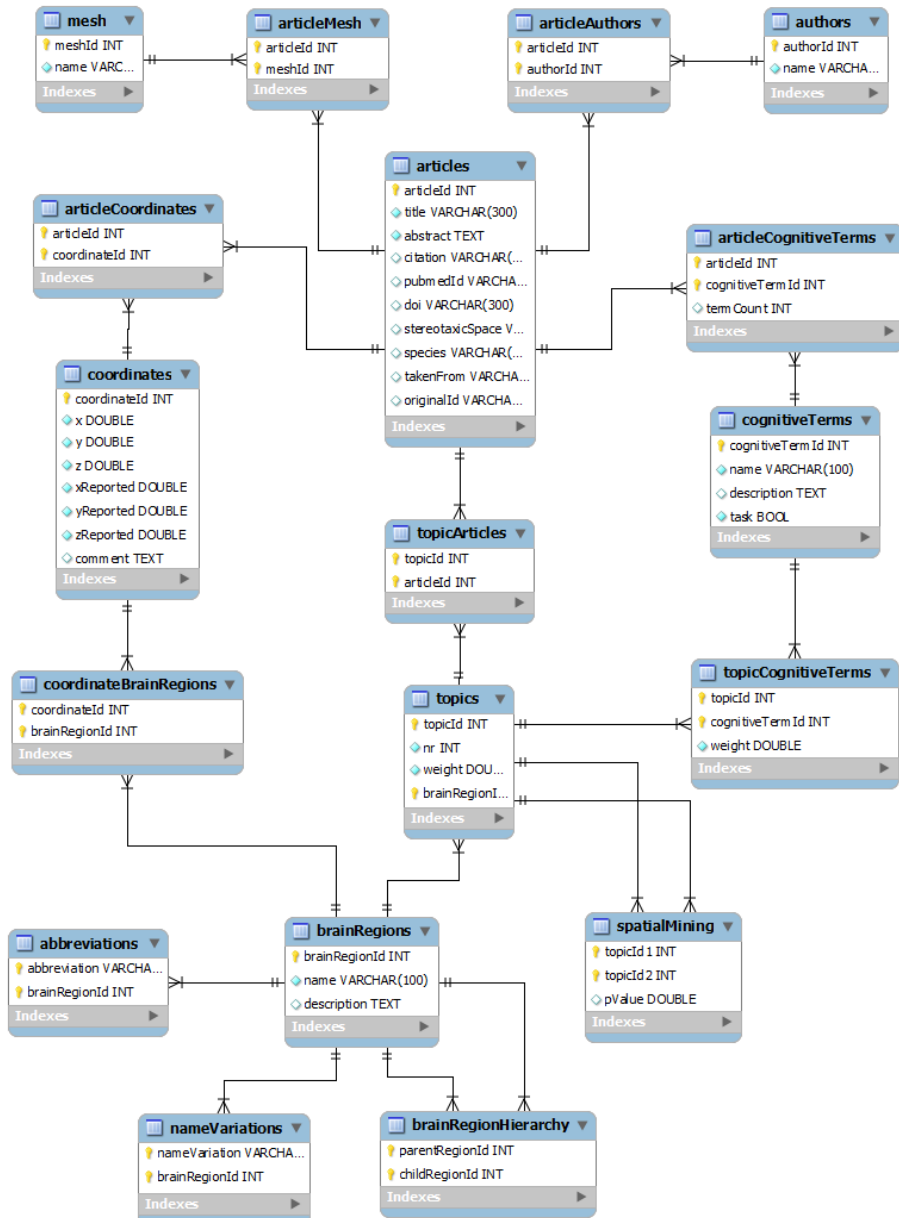 mesh
meshId INT
name VARC...
Indexes
articleMesh
articleId INT
meshId INT
Indexes
articleAuthors
articleId INT
authorId INT
Indexes
authors
authorId INT
name VARCHA...
Indexes
articles
articleId INT
title VARCHAR(300)
abstract TEXT
citation VARCHAR(...
pubmedId VARCHA...
doi VARCHAR(300)
stereotaxicSpace V...
species VARCHAR(...
takenFrom VARCHA...
originalId VARCHA...
Indexes
articleCoordinates
articleId INT
coordinateId INT
Indexes
articleCognitiveTerms
articleId INT
cognitiveTermId INT
termCount INT
Indexes
coordinates
coordinateId INT
x DOUBLE
y DOUBLE
z DOUBLE
xReported DOUBLE
yReported DOUBLE
zReported DOUBLE
comment TEXT
Indexes
cognitiveTerms
cognitiveTermId INT
name VARCHAR(100)
description TEXT
task BOOL
Indexes
topicArticles
topicId INT
articleId INT
Indexes
coordinateBrainRegions
coordinateId INT
brainRegionId INT
Indexes
topics
topicId INT
nr INT
weight DOU...
brainRegionI...
Indexes
topicCognitiveTerms
topicId INT
cognitiveTermId INT
weight DOUBLE
Indexes
abbreviations
abbreviation VARCHA...
brainRegionId INT
Indexes
brainRegions
brainRegionId INT
name VARCHAR(100)
description TEXT
Indexes
spatialMining
topicId1 INT
topicId2 INT
pValue DOUBLE
Indexes
nameVariations
nameVariation VARCHA...
brainRegionId INT
Indexes
brainRegionHierarchy
parentRegionId INT
childRegionId INT
Indexes